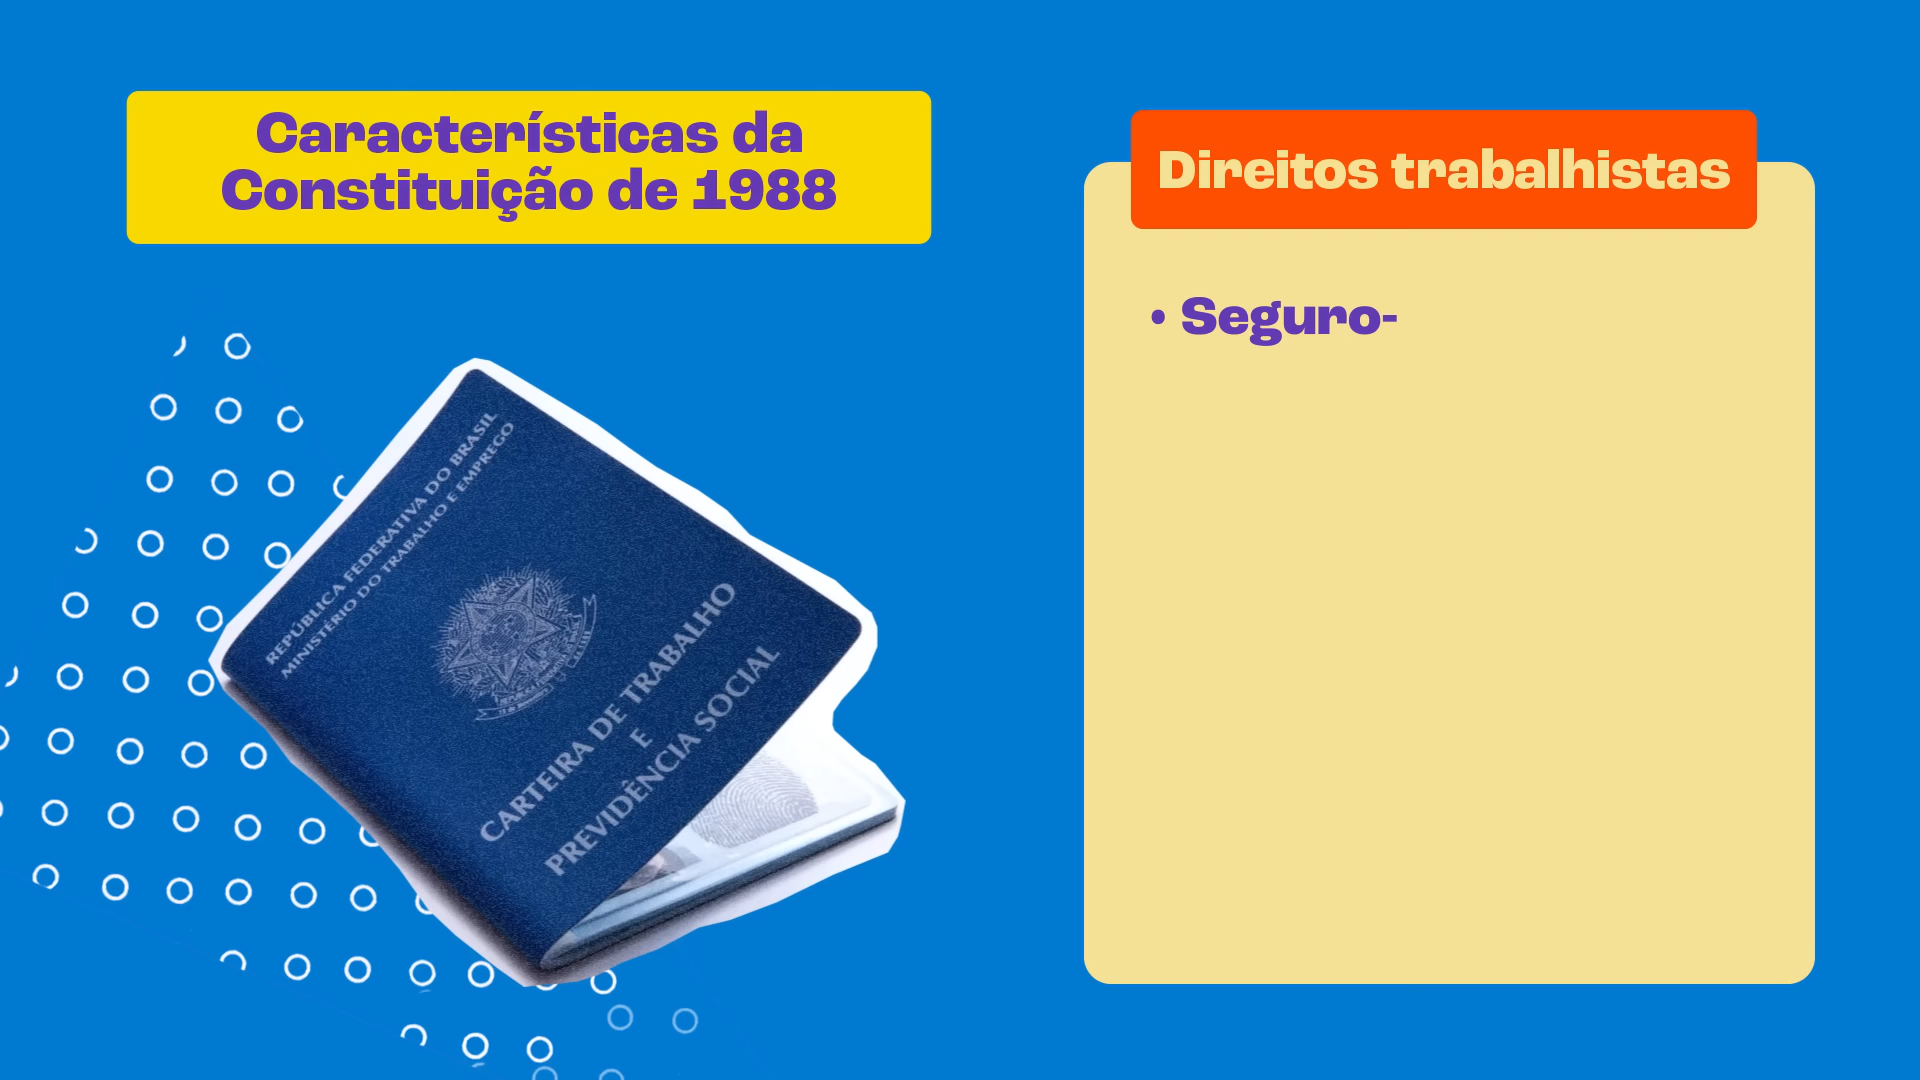 Características da
Constituição de 1988
Direitos trabalhistas
• Seguro-
REPÚBLICA FEDERATIVA DO BRASIL
MINISTÉRIO DO TRABALHO E EMPREGO
CARTEIRA DE TRABALHO
E
PREVIDÊNCIA SOCIAL